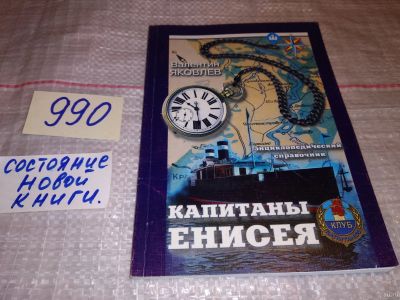 990
СОСТОЯНИЕ
НОВОЙ
КНИГИ.
Валентин
ЯКОВЛЕВ
энциклопедический
справочник
КАПИТАНЫ
ЕНИСЕЯ
КЛУБ